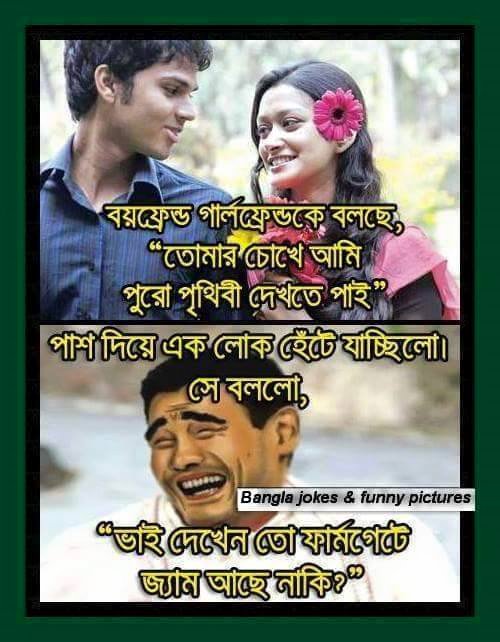 বয়ফ্রেন্ড গার্লফ্রেন্ডকে বলছে,
“তোমার চোখে আমি
পুরো পৃথিবী দেখতে পাই”
পাশ দিয়ে এক লোক হেঁটে যাচ্ছিলো।
সে বললো,
Bangla jokes & funny pictures
“ভাই দেখেন তো ফার্মগেটে
জ্যাম আছে নাকি?”